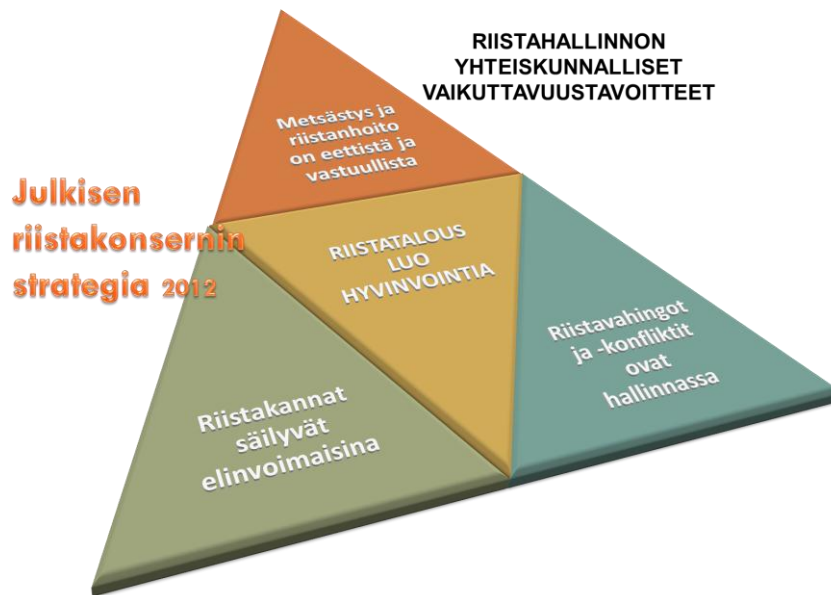 RIISTAHALLINNON
YHTEISKUNNALLISET
VAIKUTTAVUUSTAVOITTEET
Metsästys ja
riistanhoito
on eettistä ja
vastuullista
Julkisen
riistakonsernin
strategia 2012
RIISTATALOUS
LUO
HYVINVOINTIA
Riistavahingot
ja -konfliktit
ovat
hallinnassa
Riistakannat
säilyvät
elinvoimaisina